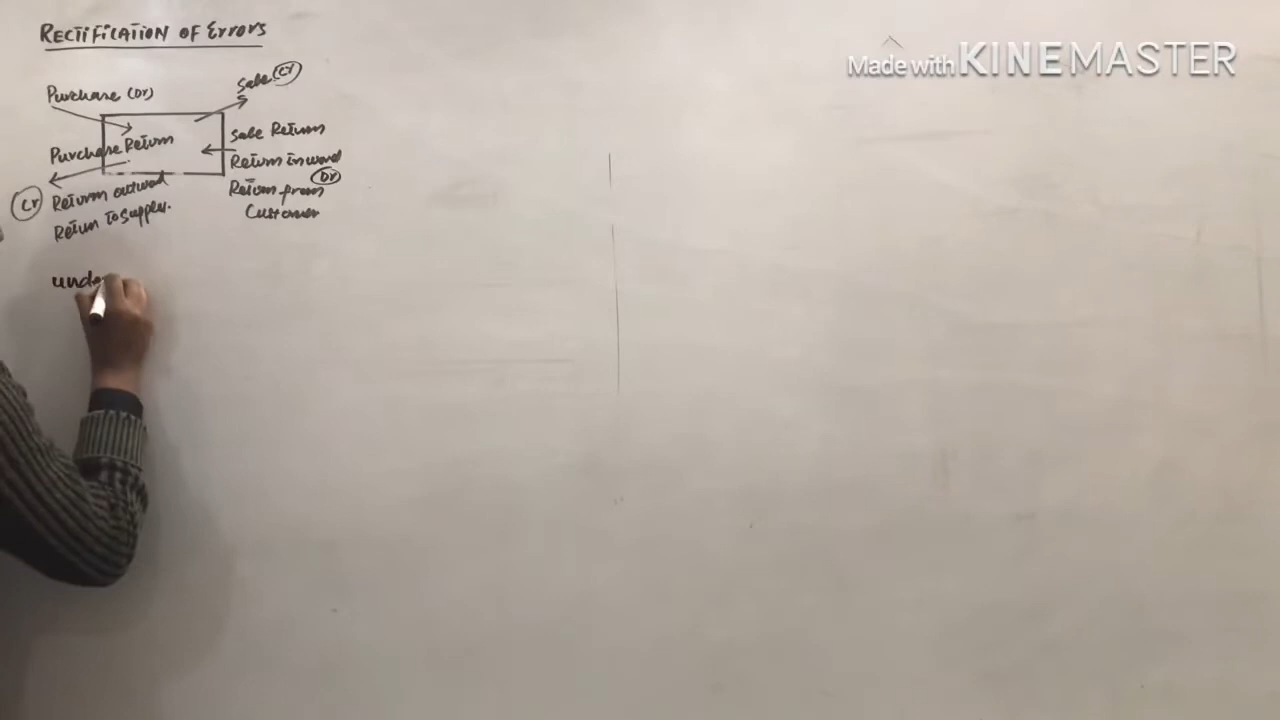 RECTIFICATION OF Errors
Made with KINEMASTER
Purchase (Dr)
Sale (Cr)
Purchase Return
Sale Return
Return Inward
(Dr)
Return from
Customer
(Cr) Return outward
Return To Supplier.
unde